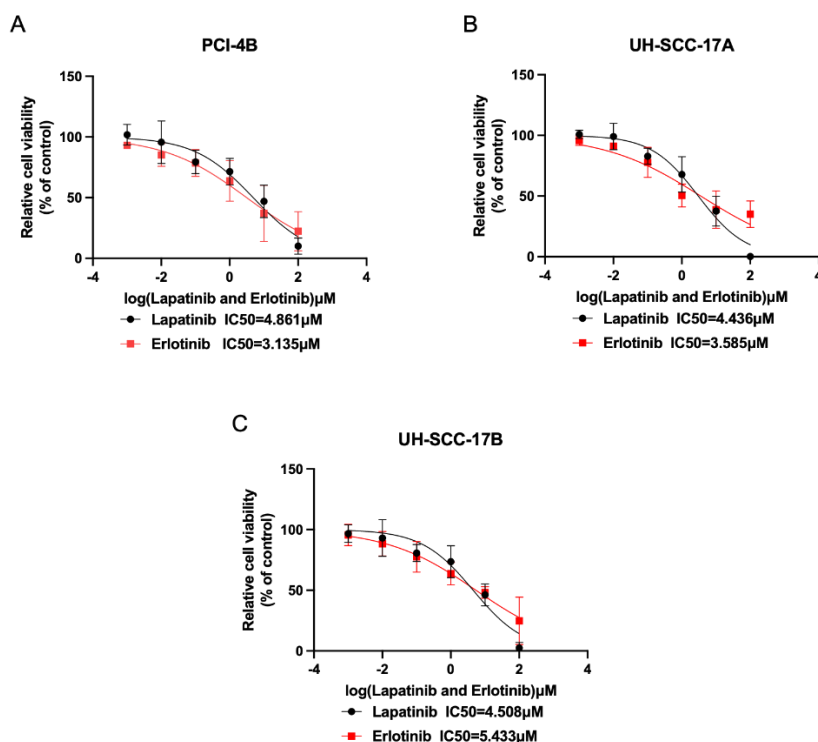 A
PCI-4B
150
100
50
0
-4
-2
0
2
4
Relative cell viability
(% of control)
log(Lapatinib and Erlotinib)μM
Lapatinib IC50=4.861μM
Erlotinib IC50=3.135μM
B
UH-SCC-17A
150
100
50
0
-4
-2
0
2
4
Relative cell viability
(% of control)
log(Lapatinib and Erlotinib)μM
Lapatinib IC50=4.436μM
Erlotinib IC50=3.585μM
C
UH-SCC-17B
150
100
50
0
-4
-2
0
2
4
Relative cell viability
(% of control)
log(Lapatinib and Erlotinib)μM
Lapatinib IC50=4.508μM
Erlotinib IC50=5.433μM